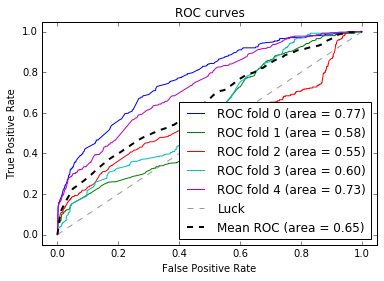 ROC curves
1.0
0.8
0.6
0.4
0.2
0.0
True Positive Rate
ROC fold 0 (area = 0.77)
ROC fold 1 (area = 0.58)
ROC fold 2 (area = 0.55)
ROC fold 3 (area = 0.60)
ROC fold 4 (area = 0.73)
Luck
Mean ROC (area = 0.65)
0.0 0.2 0.4 0.6 0.8 1.0
False Positive Rate